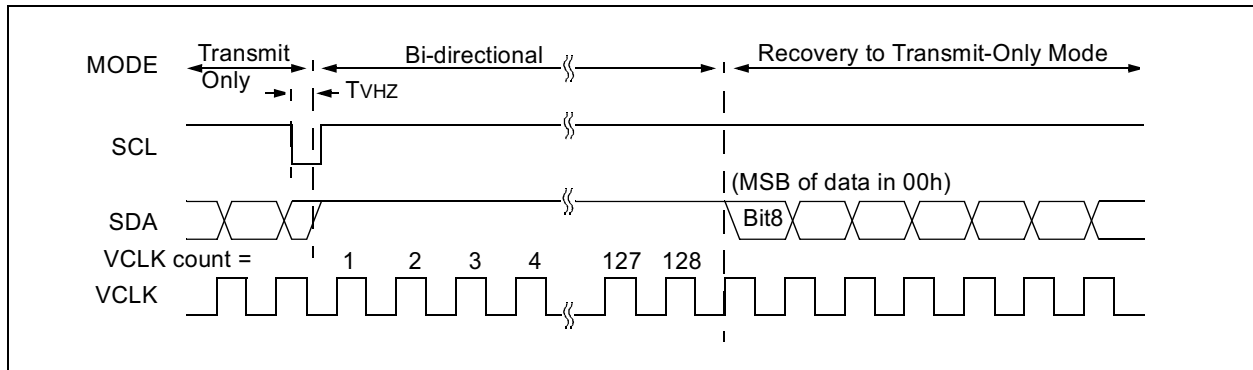 MODE Transmit Only Bi-directional Recovery to Transmit-Only Mode
TVHZ
SCL
(MSB of data in 00h)
SDA Bit8
VCLK count = 1 2 3 4 127 128
VCLK